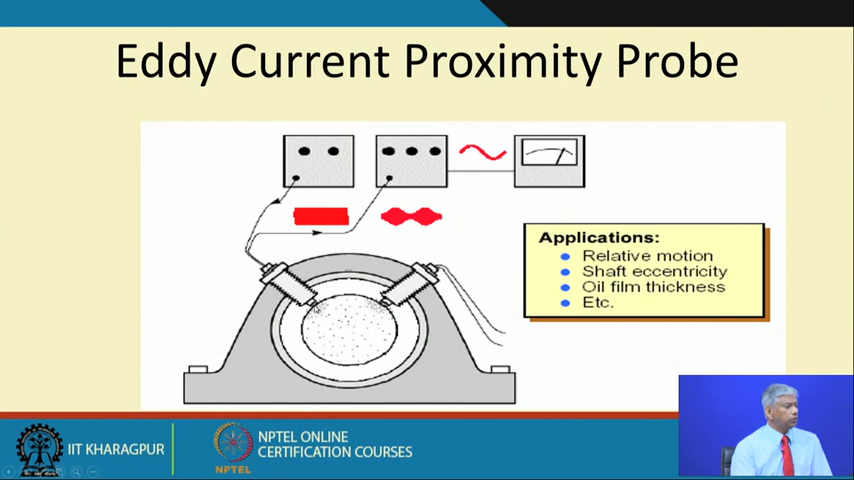 Eddy Current Proximity Probe
Applications:
Relative motion
Shaft eccentricity
Oil film thickness
Etc.
IIT KHARAGPUR
NPTEL
NPTEL ONLINE
CERTIFICATION COURSES